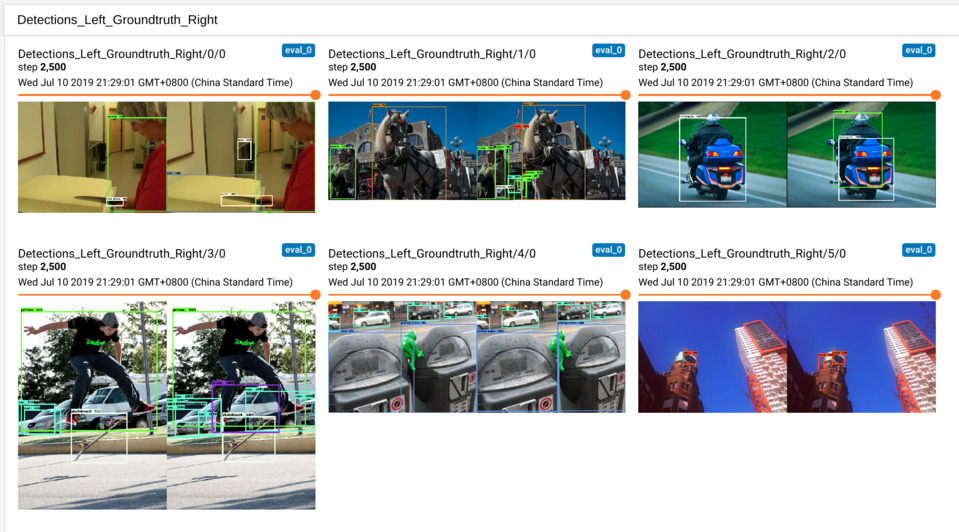 Detections_Left_Groundtruth_Right
Detections_Left_Groundtruth_Right/0/0
eval_0
step 2,500
Wed Jul 10 2019 21:29:01 GMT+0800 (China Standard Time)
Detections_Left_Groundtruth_Right/1/0
eval_0
step 2,500
Wed Jul 10 2019 21:29:01 GMT+0800 (China Standard Time)
Detections_Left_Groundtruth_Right/2/0
eval_0
step 2,500
Wed Jul 10 2019 21:29:01 GMT+0800 (China Standard Time)
Detections_Left_Groundtruth_Right/3/0
eval_0
step 2,500
Wed Jul 10 2019 21:29:01 GMT+0800 (China Standard Time)
Detections_Left_Groundtruth_Right/4/0
eval_0
step 2,500
Wed Jul 10 2019 21:29:01 GMT+0800 (China Standard Time)
Detections_Left_Groundtruth_Right/5/0
eval_0
step 2,500
Wed Jul 10 2019 21:29:01 GMT+0800 (China Standard Time)